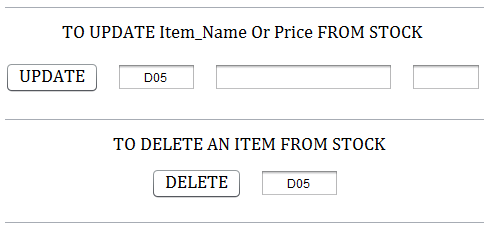 TO UPDATE Item_Name Or Price FROM STOCK
UPDATE D05
TO DELETE AN ITEM FROM STOCK
DELETE D05